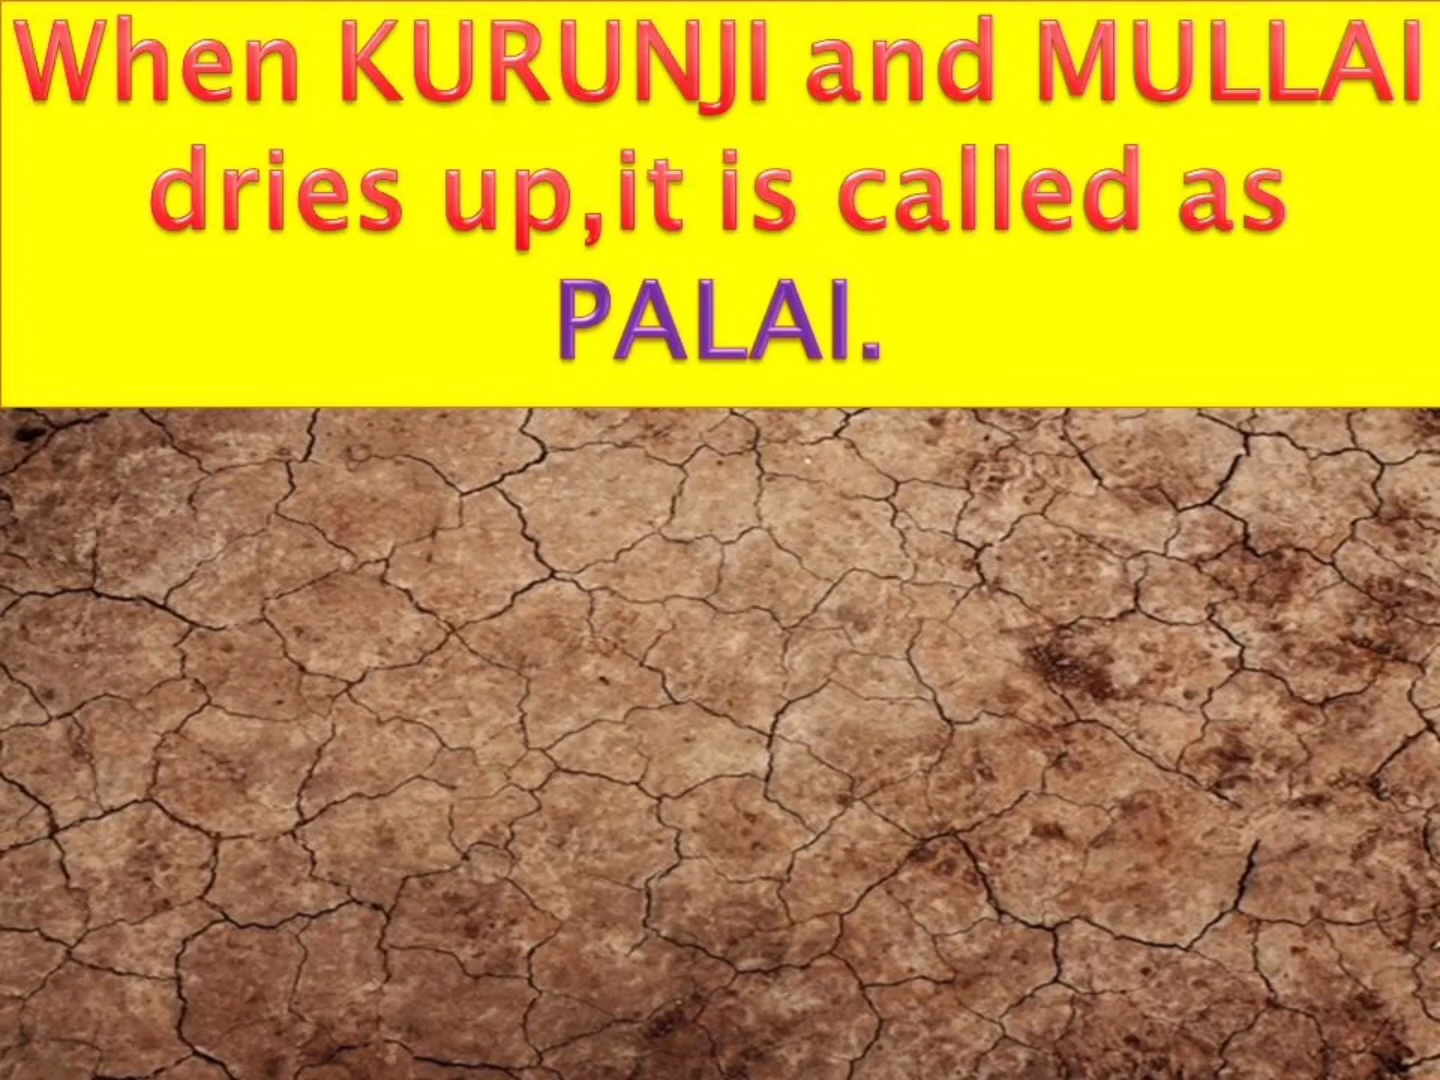 When KURUNJI and MULLAI
dries up,it is called as
PALAI.